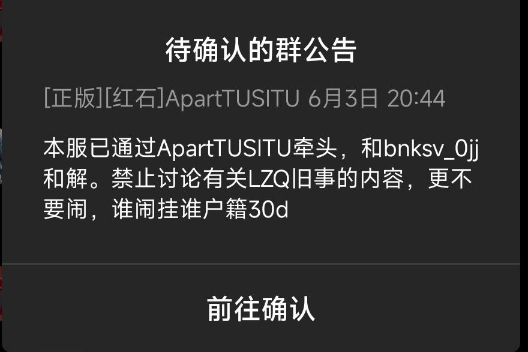 待确认的群公告
[正版][红石]ApartTUSITU 6月3日 20:44
本服已通过ApartTUSITU牵头，和bnksv_0jj
和解。禁止讨论有关LZQ旧事的内容，更不
要闹，谁闹挂谁户籍30d
前往确认